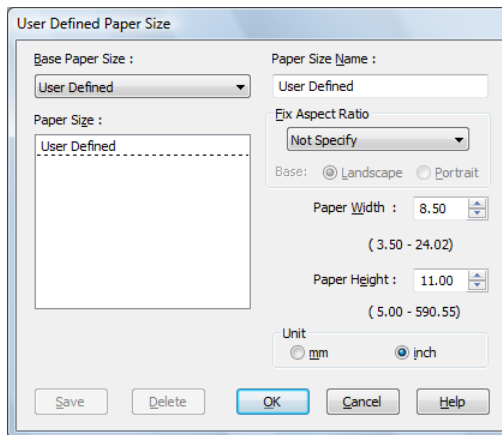 User Defined Paper Size
Base Paper Size :
User Defined
Paper Size :
User Defined
Paper Size Name :
User Defined
Fix Aspect Ratio
Not Specify
Base: Landscape Portrait
Paper Width : 8.50
( 3.50 - 24.02)
Paper Height : 11.00
( 5.00 - 590.55)
Unit
mm inch
Save Delete OK Cancel Help